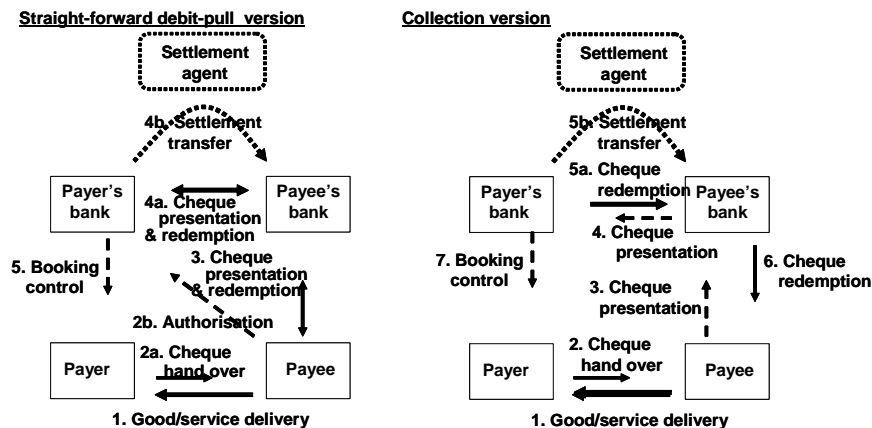 Straight-forward debit-pull version
Settlement
agent
4b. Settlement
transfer
Payer's
bank
4a. Cheque
presentation
& redemption
Payee's
bank
5. Booking
control
3. Cheque
presentation
& redemption
2b. Authorisation
Payer
2a. Cheque
hand over
Payee
1. Good/service delivery
Collection version
Settlement
agent
5b. Settlement
transfer
5a. Cheque
redemption
Payer's
bank
Payee's
bank
4. Cheque
presentation
7. Booking
control
6. Cheque
redemption
3. Cheque
presentation
2. Cheque
hand over
Payer
Payee
1. Good/service delivery